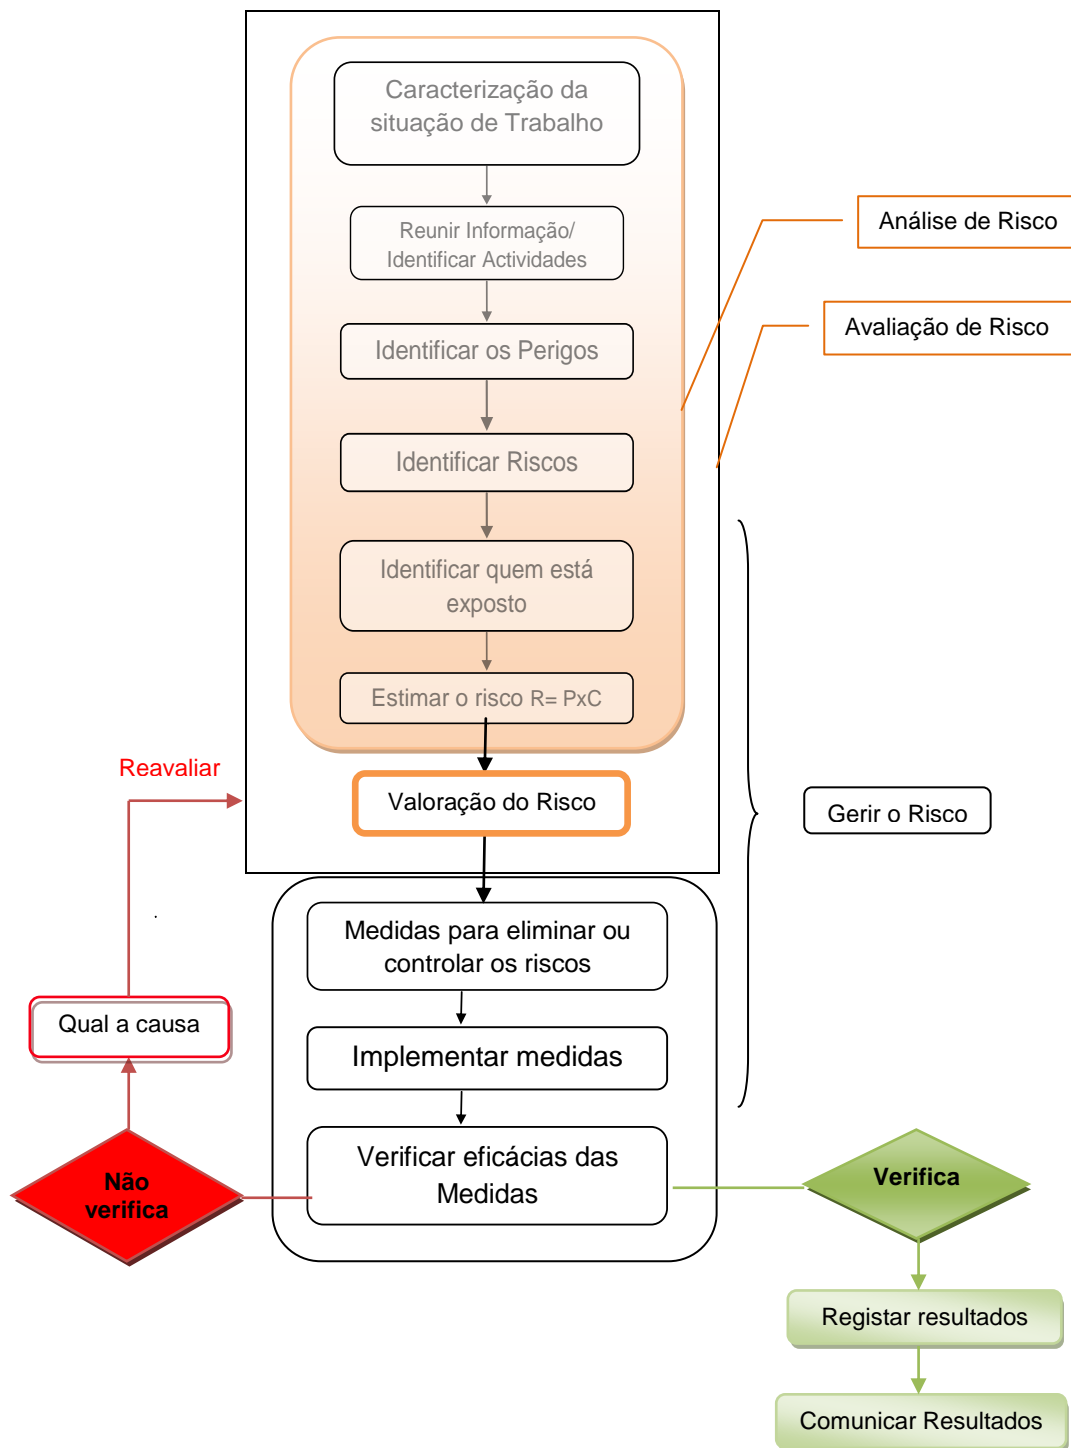 Caracterização da
situação de Trabalho
Reunir Informação/
Identificar Actividades
Análise de Risco
Identificar os Perigos
Avaliação de Risco
Identificar Riscos
Identificar quem está
exposto
Estimar o risco R= PxC
Reavaliar
Valoração do Risco
Gerir o Risco
Medidas para eliminar ou
controlar os riscos
Qual a causa
Implementar medidas
Verificar eficácias das
Medidas
Não
verifica
Verifica
Registar resultados
Comunicar Resultados